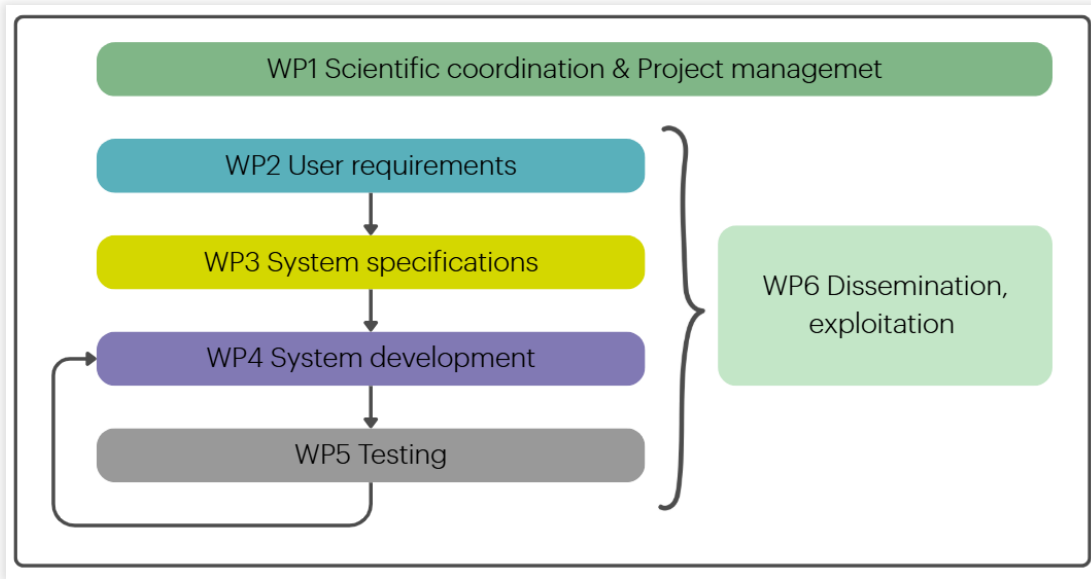 WP1 Scientific coordination & Project managemet
WP2 User requirements
WP3 System specifications
WP4 System development
WP5 Testing
WP6 Dissemination,
exploitation